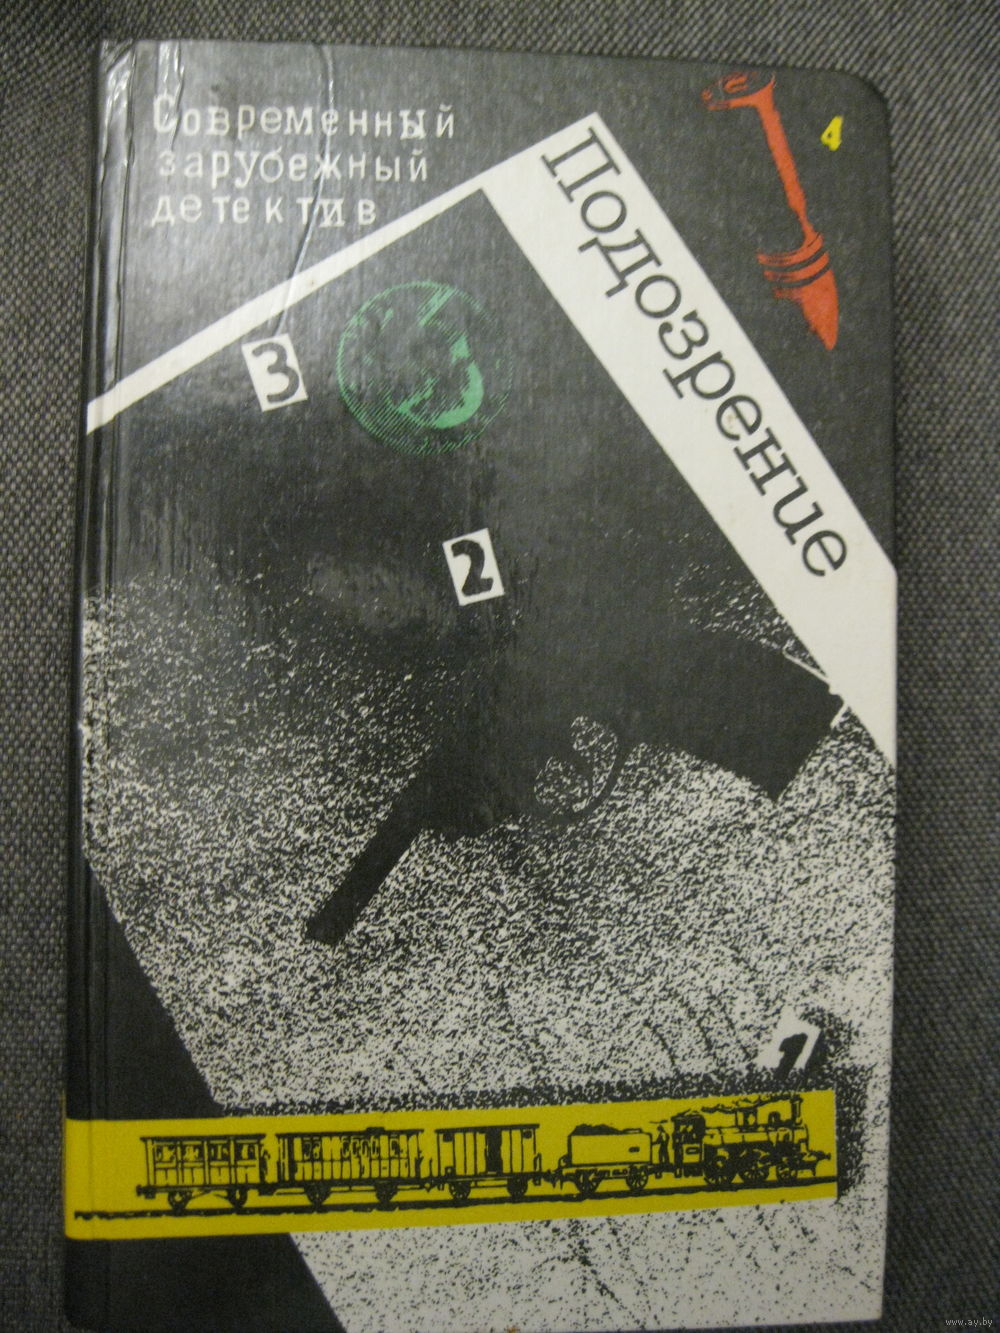 Современный
зарубежный
детектив
Подозрение
4
3
2
1
www.ay.by